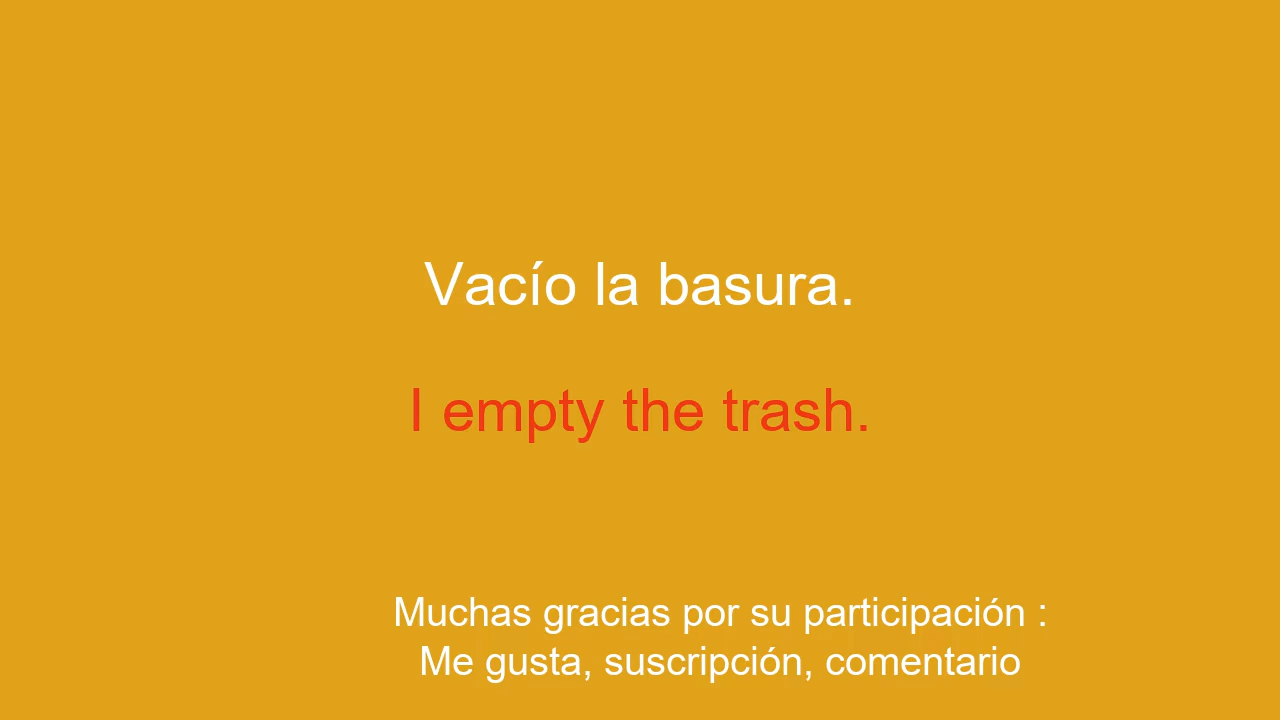 Vacío la basura.
I empty the trash.
Muchas gracias por su participación :
Me gusta, suscripción, comentario